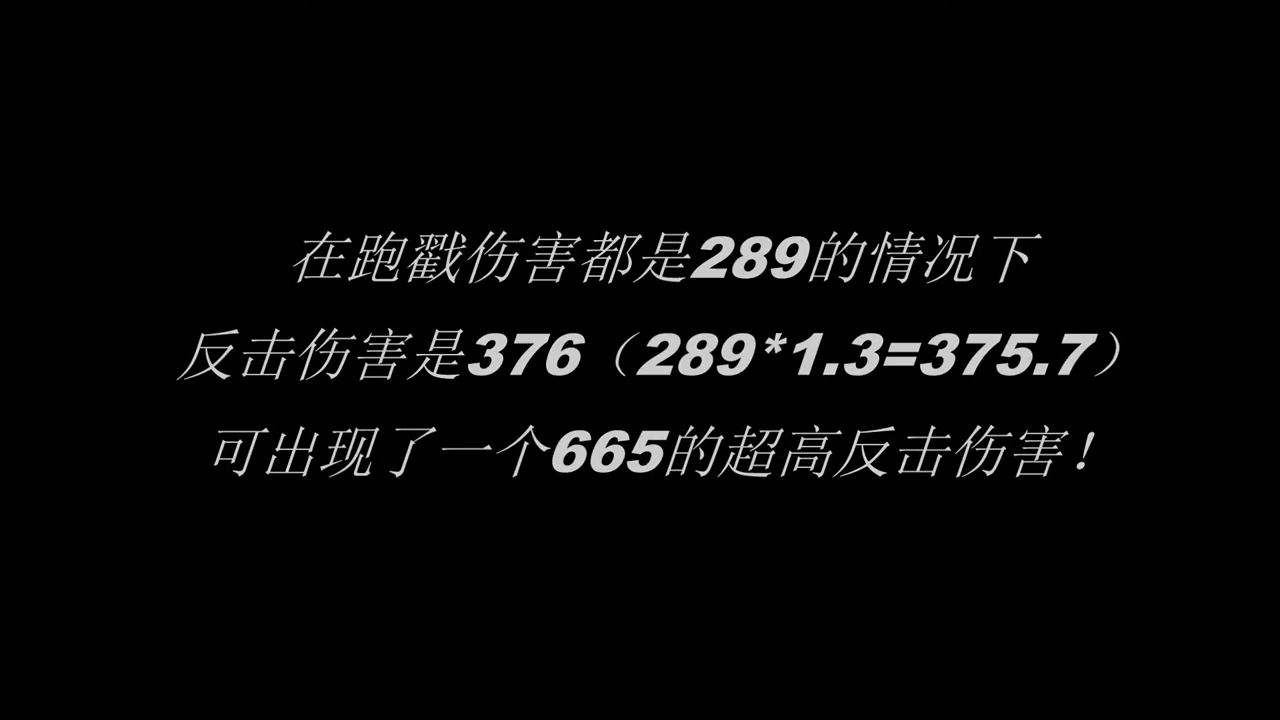 在跑戳伤害都是289的情况下
反击伤害是376（289*1.3=375.7）
可出现了一个665的超高反击伤害！